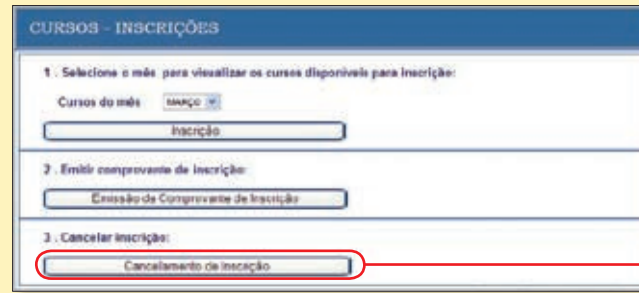 CURSOS - INSCRIÇÕES
1 . Selecione o mês para visualizar os cursos disponíveis para inscrição:
Cursos do mês MARÇO
Inscrição
2 . Emitir comprovante de inscrição:
Emissão de Comprovante de Inscrição
3 . Cancelar inscrição:
Cancelamento de inscrição